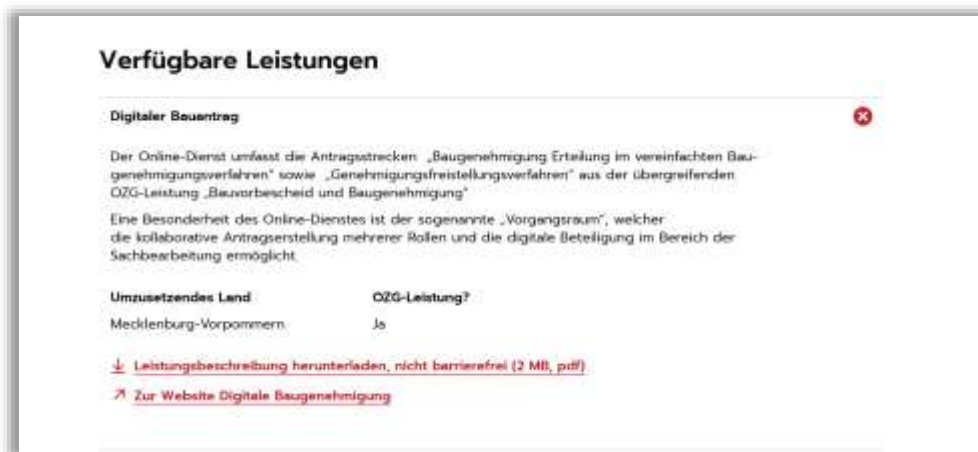 Verfügbare Leistungen
Digitaler Bauantrag
Der Online-Dienst umfasst die Antragsstrecken „Baugenehmigung Erteilung im vereinfachten Bau-
genehmigungsverfahren" sowie „Genehmigungsfreistellungsverfahren" aus der übergreifenden
OZG-Leistung „Bauvorbescheid und Baugenehmigung"
Eine Besonderheit des Online-Dienstes ist der sogenannte „Vorgangsraum", welcher
die kollaborative Antragserstellung mehrerer Rollen und die digitale Beteiligung im Bereich der
Sachbearbeitung ermöglicht.
Umzusetzendes Land OZG-Leistung?
Mecklenburg-Vorpommern Ja
Leistungsbeschreibung herunterladen, nicht barrierefrei (2 MB, pdf)
Zur Website Digitale Baugenehmigung